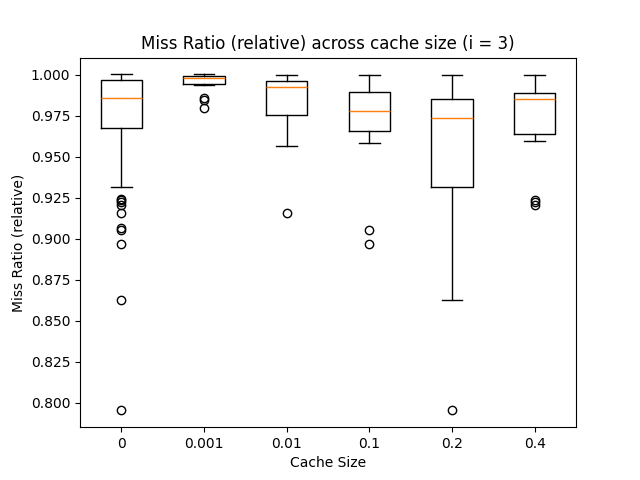 Miss Ratio (relative) across cache size (i = 3)
Miss Ratio (relative)
1.000
0.975
0.950
0.925
0.900
0.875
0.850
0.825
0.800
0 0.001 0.01 0.1 0.2 0.4
Cache Size